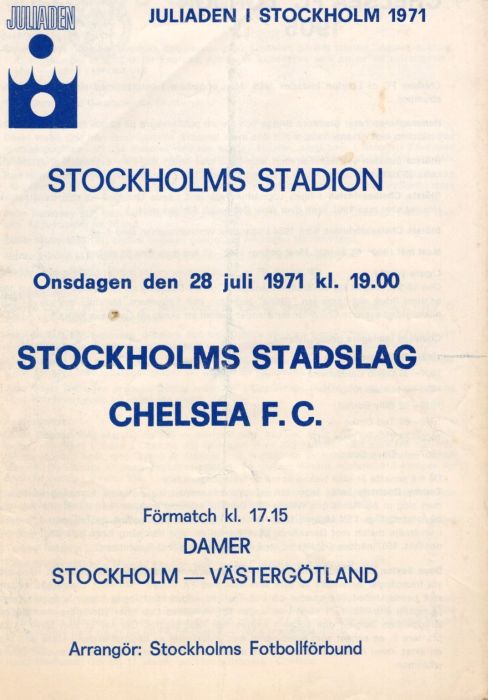 JULIADEN
JULIADEN I STOCKHOLM 1971
STOCKHOLMS STADION
Onsdagen den 28 juli 1971 kl. 19.00
STOCKHOLMS STADSLAG
CHELSEA F.C.
Förmatch kl. 17.15
DAMER
STOCKHOLM — VÄSTERGÖTLAND
Arrangör: Stockholms Fotbollförbund